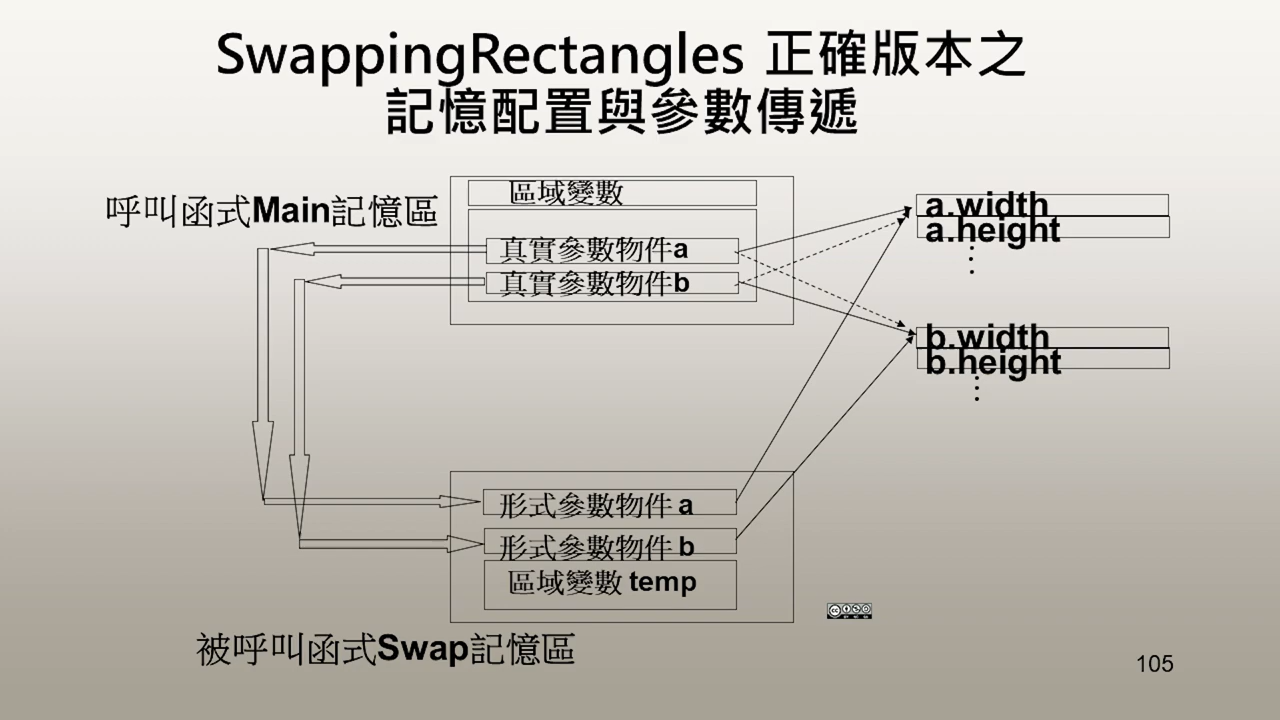 SwappingRectangles 正確版本之
記憶配置與參數傳遞
呼叫函式Main記憶區
區域變數
真實參數物件a
真實參數物件b
a.width
a.height
b.width
b.height
形式參數物件 a
形式參數物件 b
區域變數 temp
被呼叫函式Swap記憶區
105